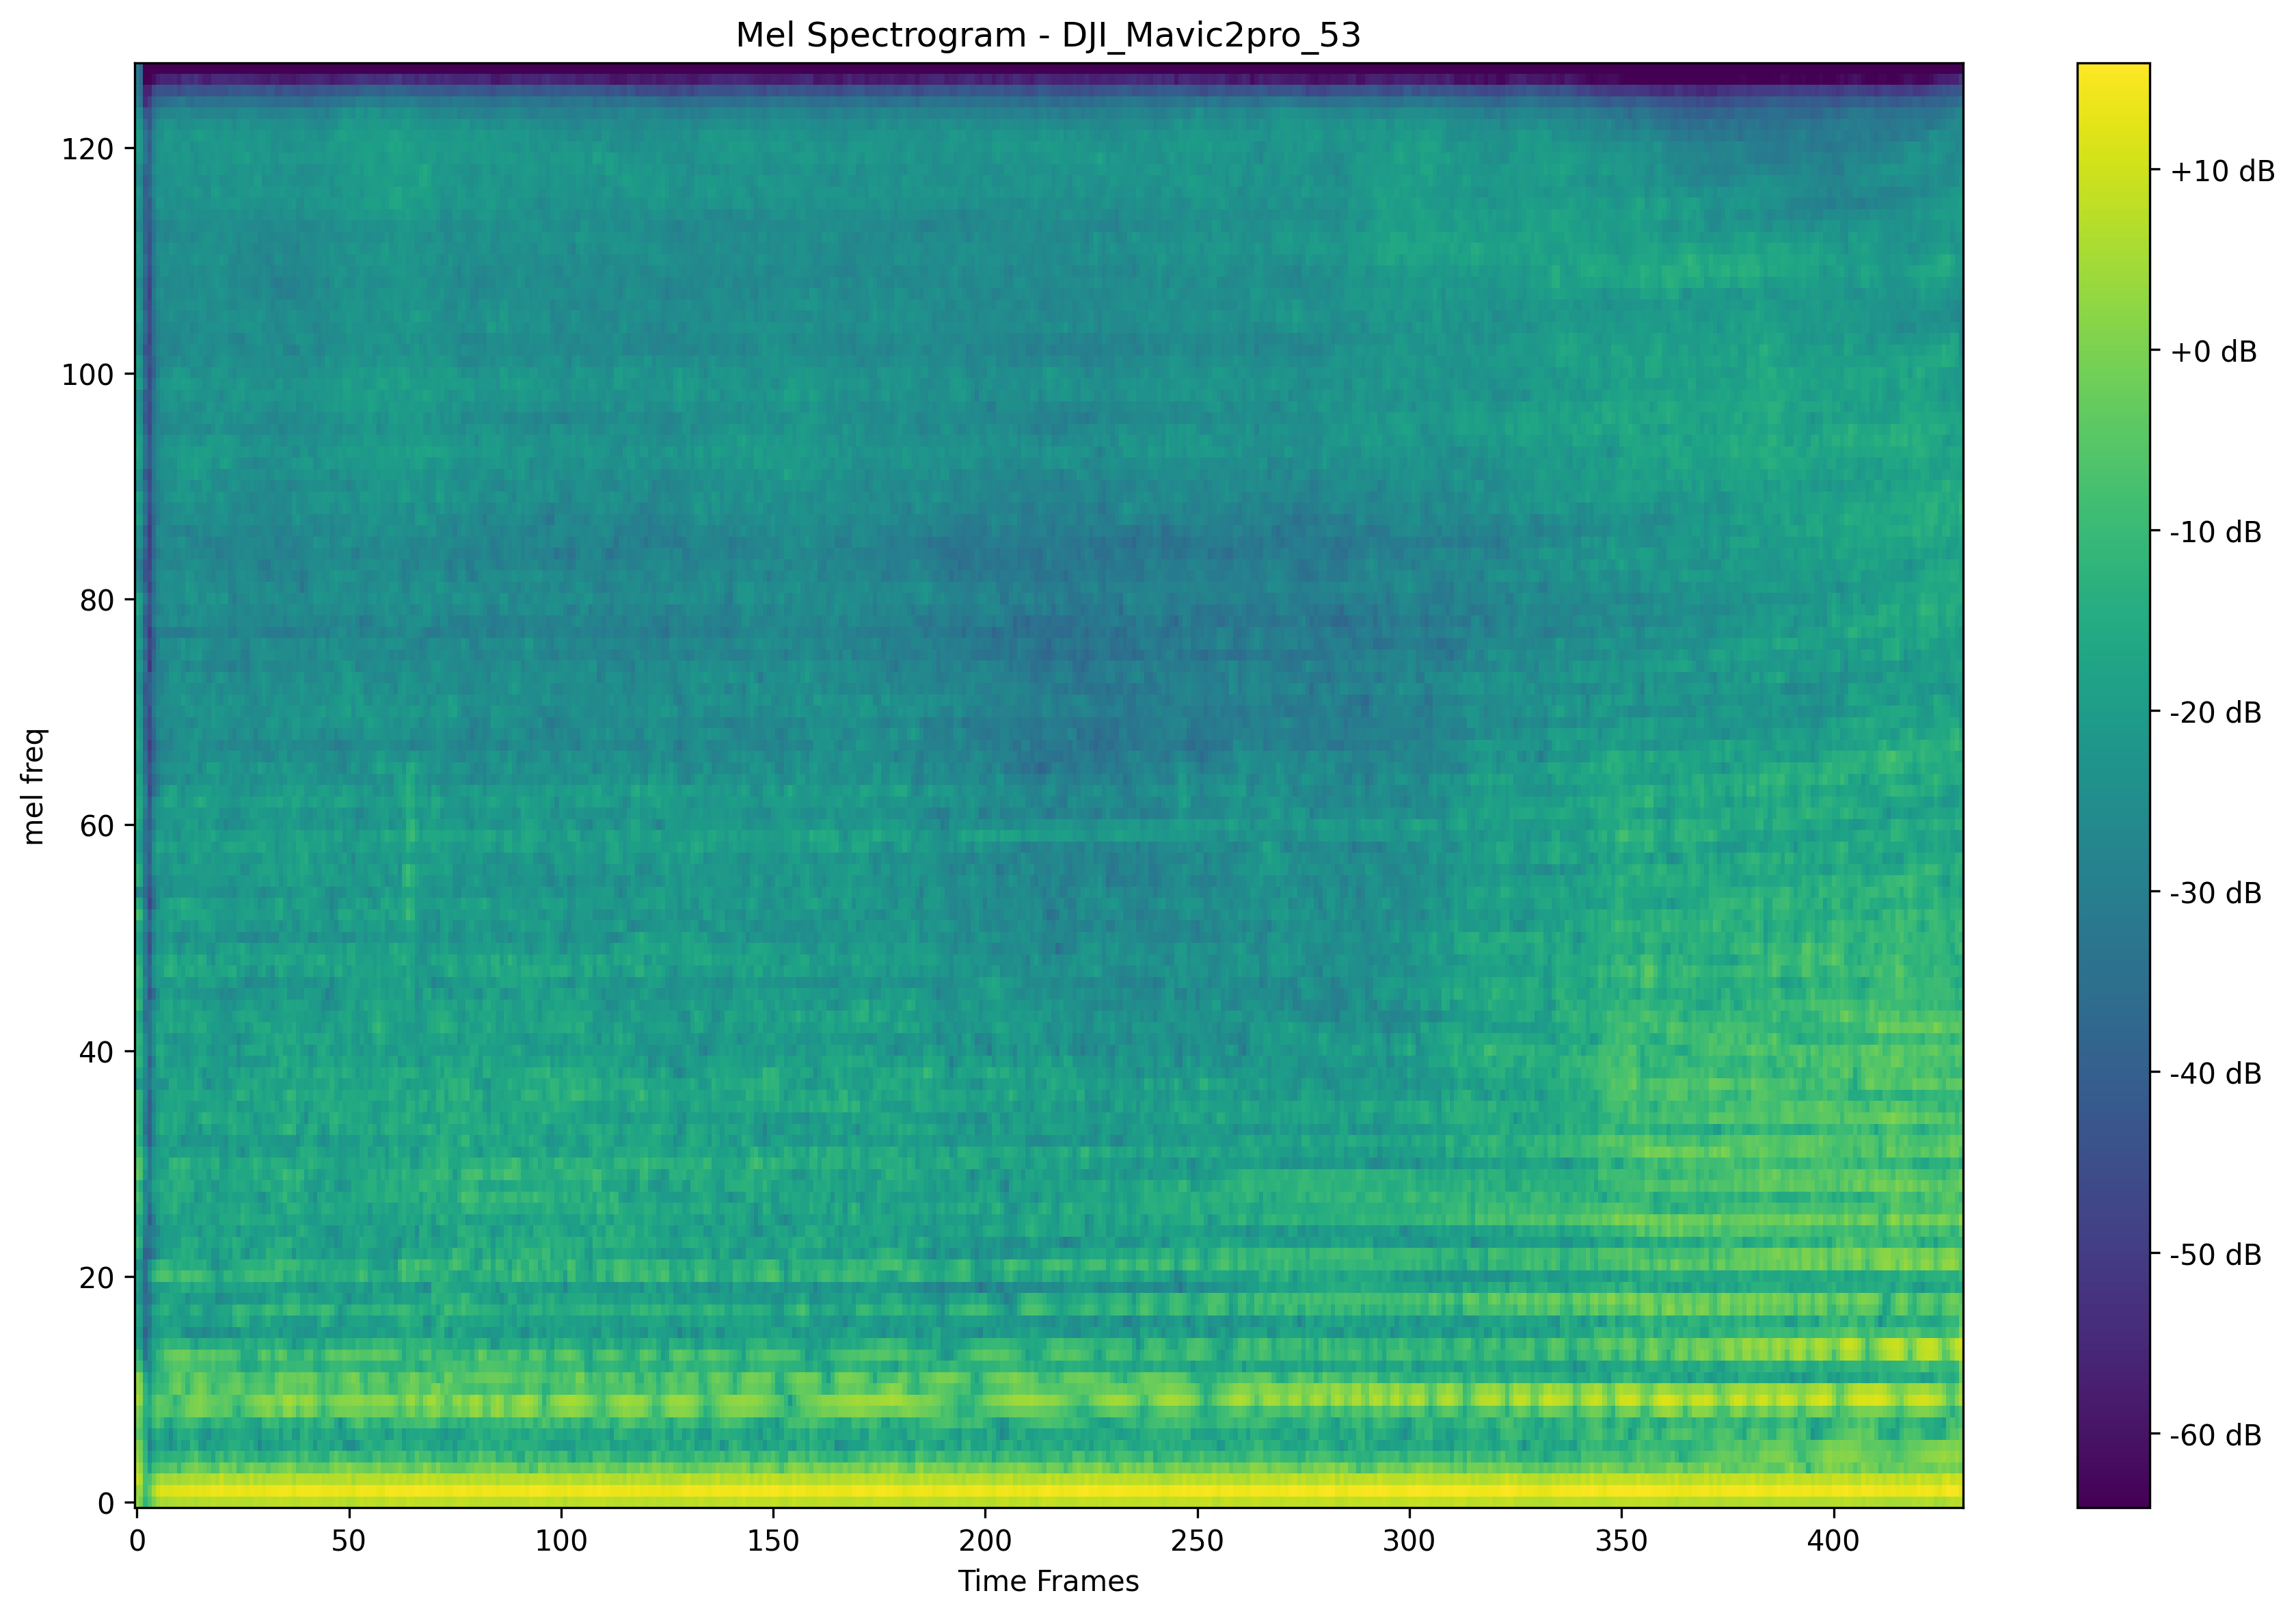 Mel Spectrogram - DJI_Mavic2pro_53
mel freq
120
100
80
60
40
20
0
0 50 100 150 200 250 300 350 400
Time Frames
+10 dB
+0 dB
-10 dB
-20 dB
-30 dB
-40 dB
-50 dB
-60 dB